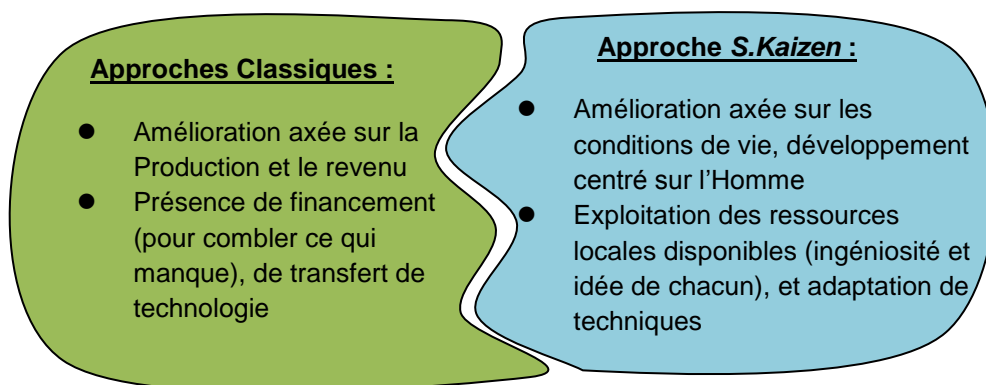 Approches Classiques :
● Amélioration axée sur la
Production et le revenu
● Présence de financement
(pour combler ce qui
manque), de transfert de
technologie
Approche S.Kaizen :
● Amélioration axée sur les
conditions de vie, développement
centré sur l’Homme
● Exploitation des ressources
locales disponibles (ingéniosité et
idée de chacun), et adaptation de
techniques